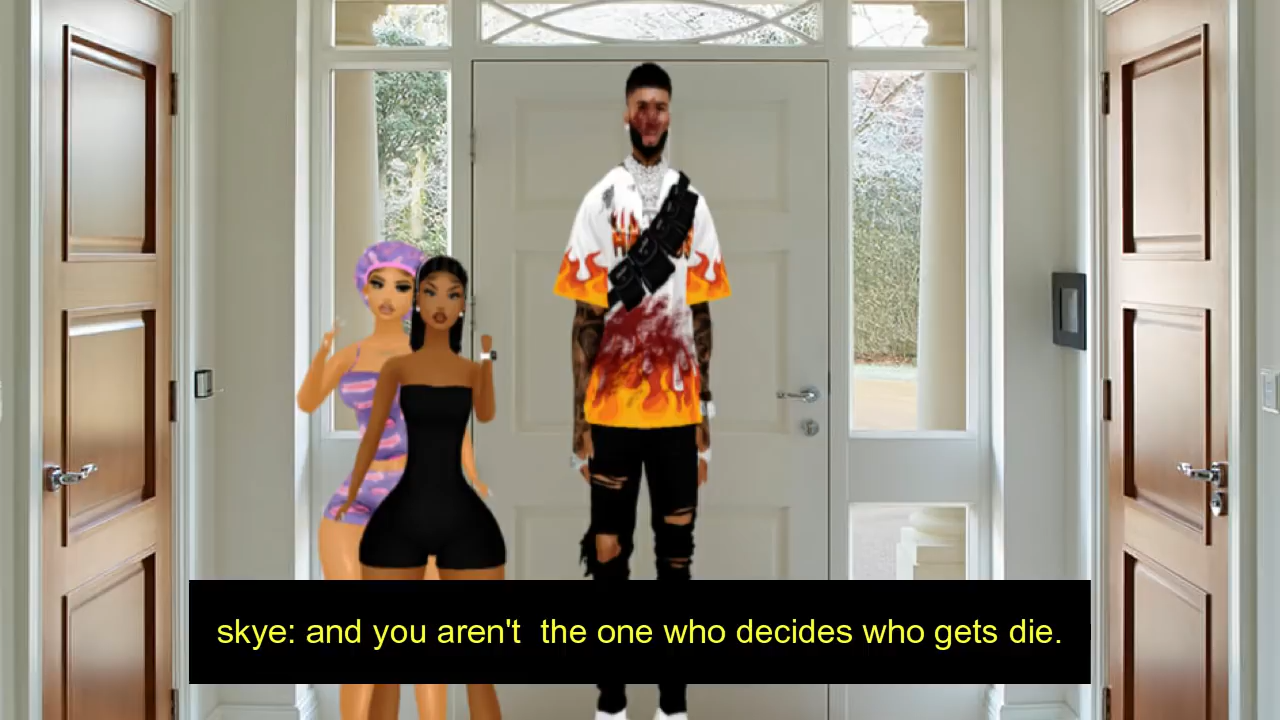 skye: and you aren't  the one who decides who gets die.